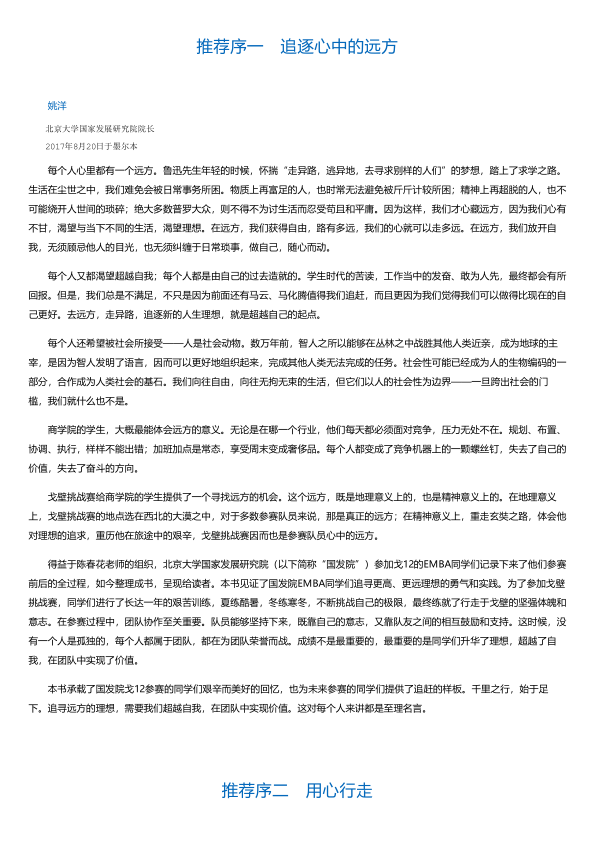 推荐序一　追逐心中的远方
姚洋
北京大学国家发展研究院院长
2017年8月20日于墨尔本
每个人心里都有一个远方。鲁迅先生年轻的时候，怀揣“走异路，逃异地，去寻求别样的人们”的梦想，踏上了求学之路。
生活在尘世之中，我们难免会被日常事务所困。物质上再富足的人，也时常无法避免被斤斤计较所困；精神上再超脱的人，也不
可能绕开人世间的琐碎；绝大多数普罗大众，则不得不为讨生活而忍受苟且和平庸。因为这样，我们才心藏远方，因为我们心有
不甘，渴望与当下不同的生活，渴望理想。在远方，我们获得自由，路有多远，我们的心就可以走多远。在远方，我们放开自
我，无须顾忌他人的目光，也无须纠缠于日常琐事，做自己，随心而动。
每个人又都渴望超越自我；每个人都是由自己的过去造就的。学生时代的苦读，工作当中的发奋、敢为人先，最终都会有所
回报。但是，我们总是不满足，不只是因为前面还有马云、马化腾值得我们追赶，而且更因为我们觉得我们可以做得比现在的自
己更好。去远方，走异路，追逐新的人生理想，就是超越自己的起点。
每个人还希望被社会所接受——人是社会动物。数万年前，智人之所以能够在丛林之中战胜其他人类近亲，成为地球的主
宰，是因为智人发明了语言，因而可以更好地组织起来，完成其他人类无法完成的任务。社会性可能已经成为人的生物编码的一
部分，合作成为人类社会的基石。我们向往自由，向往无拘无束的生活，但它们以人的社会性为边界——一旦跨出社会的门
槛，我们就什么也不是。
商学院的学生，大概最能体会远方的意义。无论是在哪一个行业，他们每天都必须面对竞争，压力无处不在。规划、布置、
协调、执行，样样不能出错；加班加点是常态，享受周末变成奢侈品。每个人都变成了竞争机器上的一颗螺丝钉，失去了自己的
价值，失去了奋斗的方向。
戈壁挑战赛给商学院的学生提供了一个寻找远方的机会。这个远方，既是地理意义上的，也是精神意义上的。在地理意义
上，戈壁挑战赛的地点选在西北的大漠之中，对于多数参赛队员来说，那是真正的远方；在精神意义上，重走玄奘之路，体会他
对理想的追求，重历他在旅途中的艰辛，戈壁挑战赛因而也是参赛队员心中的远方。
得益于陈春花老师的组织，北京大学国家发展研究院（以下简称“国发院”）参加戈12的EMBA同学们记录下来了他们参赛
前后的全过程，如今整理成书，呈现给读者。本书见证了国发院EMBA同学们追寻更高、更远理想的勇气和实践。为了参加戈壁
挑战赛，同学们进行了长达一年的艰苦训练，夏练酷暑，冬练寒冬，不断挑战自己的极限，最终练就了行走于戈壁的坚强体魄和
意志。在参赛过程中，团队协作至关重要。队员能够坚持下来，既靠自己的意志，又靠队友之间的相互鼓励和支持。这时候，没
有一个人是孤独的，每个人都属于团队，都在为团队荣誉而战。成绩不是最重要的，最重要的是同学们升华了理想，超越了自
我，在团队中实现了价值。
本书承载了国发院戈12参赛的同学们艰辛而美好的回忆，也为未来参赛的同学们提供了追赶的样板。千里之行，始于足
下。追寻远方的理想，需要我们超越自我，在团队中实现价值。这对每个人来讲都是至理名言。
推荐序二　用心行走